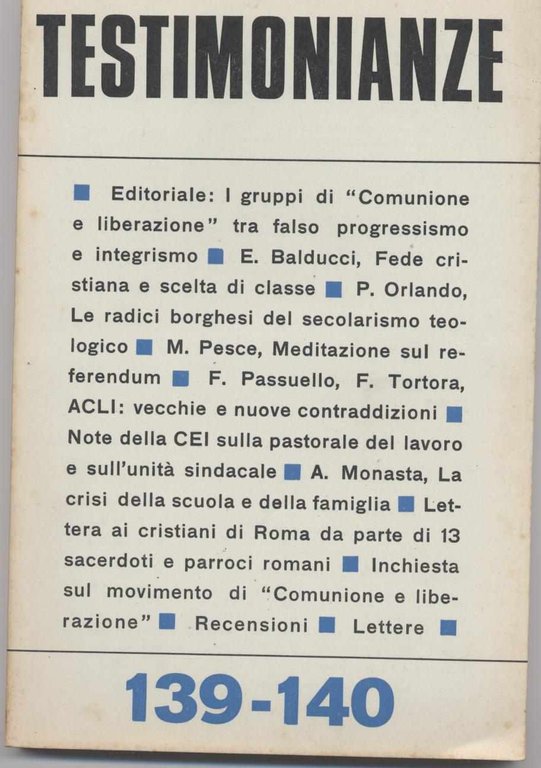 TESTIMONIANZE
■ Editoriale: I gruppi di "Comunione
e liberazione" tra falso progressismo
e integrismo ■ E. Balducci, Fede cri-
stiana e scelta di classe ■ P. Orlando,
Le radici borghesi del secolarismo teo-
logico ■ M. Pesce, Meditazione sul re-
ferendum ■ F. Passuello, F. Tortora,
ACLI: vecchie e nuove contraddizioni ■
Note della CEI sulla pastorale del lavoro
e sull'unità sindacale ■ A. Monasta, La
crisi della scuola e della famiglia ■ Let-
tera ai cristiani di Roma da parte di 13
sacerdoti e parroci romani ■ Inchiesta
sul movimento di "Comunione e libe-
razione" ■ Recensioni ■ Lettere ■
139-140